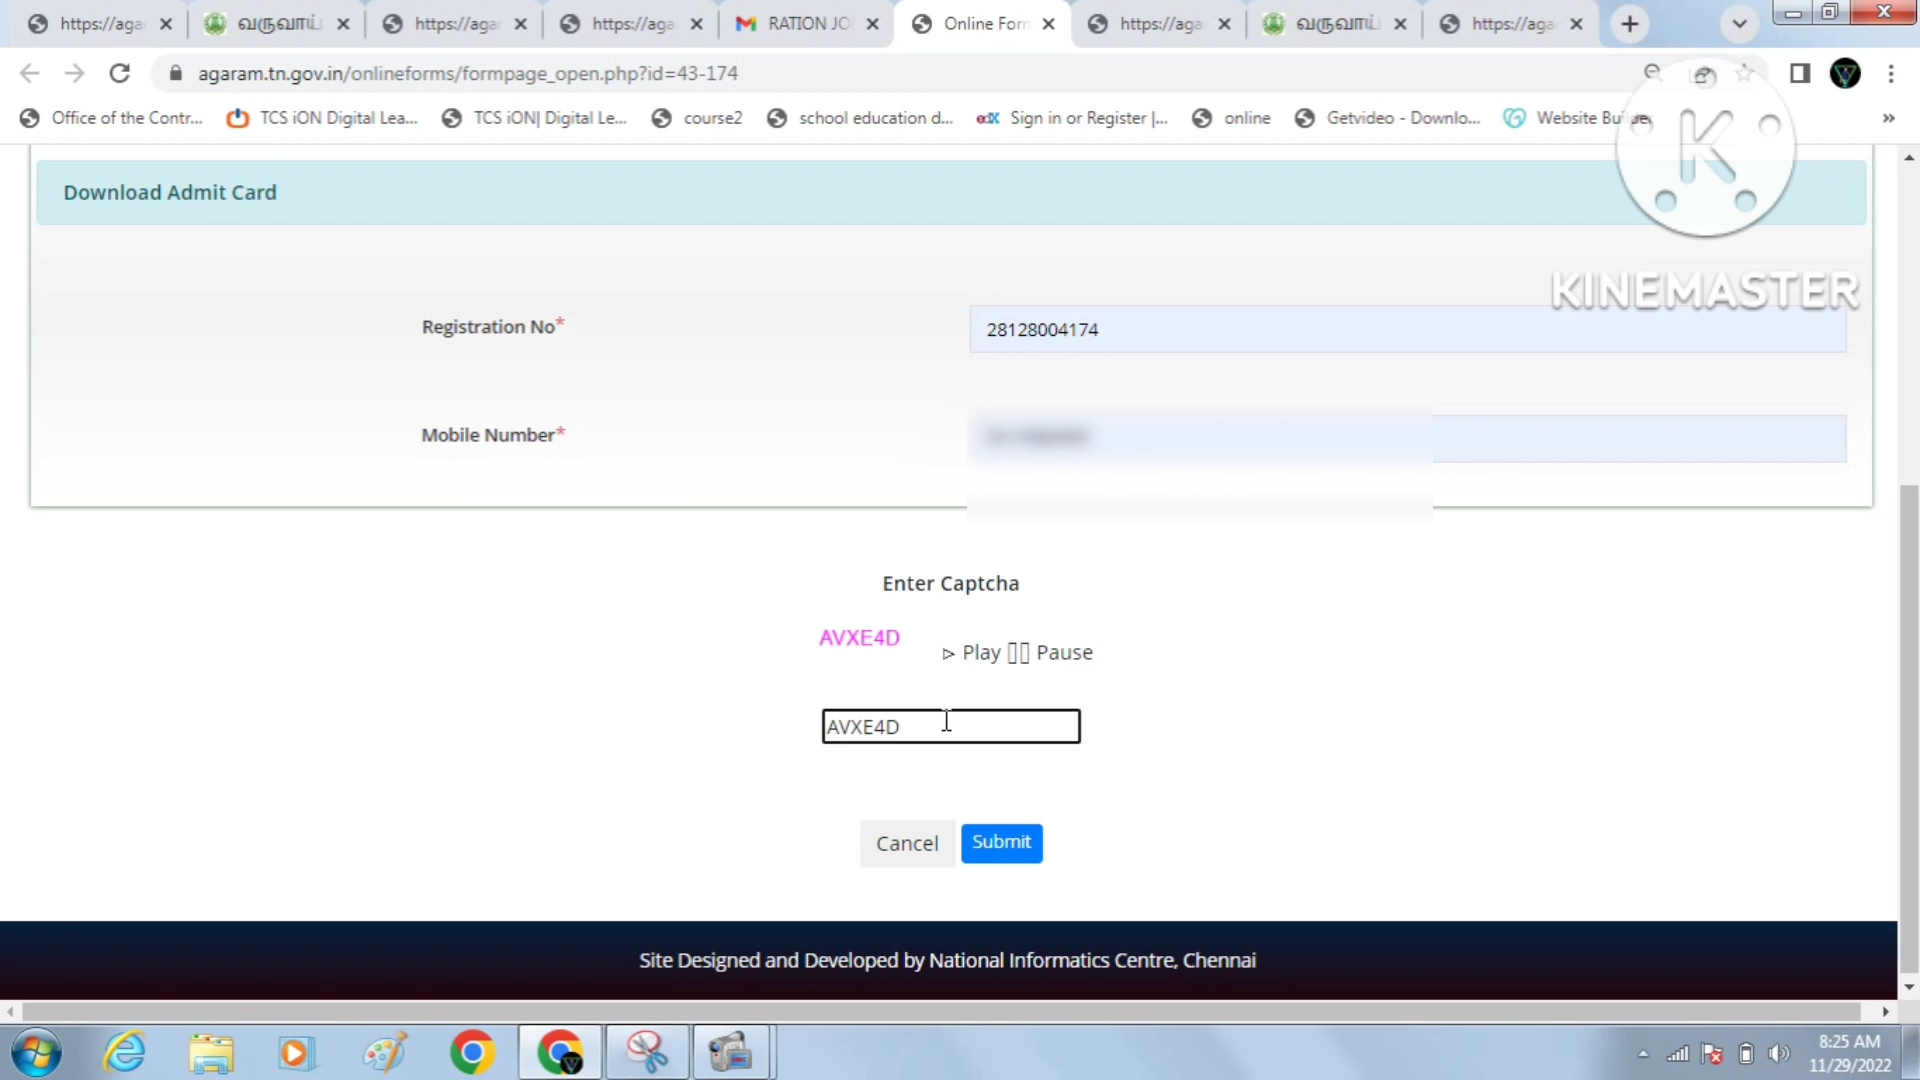 https://aga
வருவாய்
https://aga
https://aga
RATION JO
Online For
https://aga
வருவாய்
https://aga
agaram.tn.gov.in/onlineforms/formpage_open.php?id=43-174
Office of the Contr...
TCS iON Digital Lea...
TCS iON| Digital Le...
course2
school education d...
edX
Sign in or Register |...
online
Getvideo - Downlo...
Website Builder
»
K
KINEMASTER
Download Admit Card
Registration No*
28128004174
Mobile Number*
Enter Captcha
AVXE4D
Play Pause
AVXE4D
Cancel
Submit
Site Designed and Developed by National Informatics Centre, Chennai
8:25 AM
11/29/2022